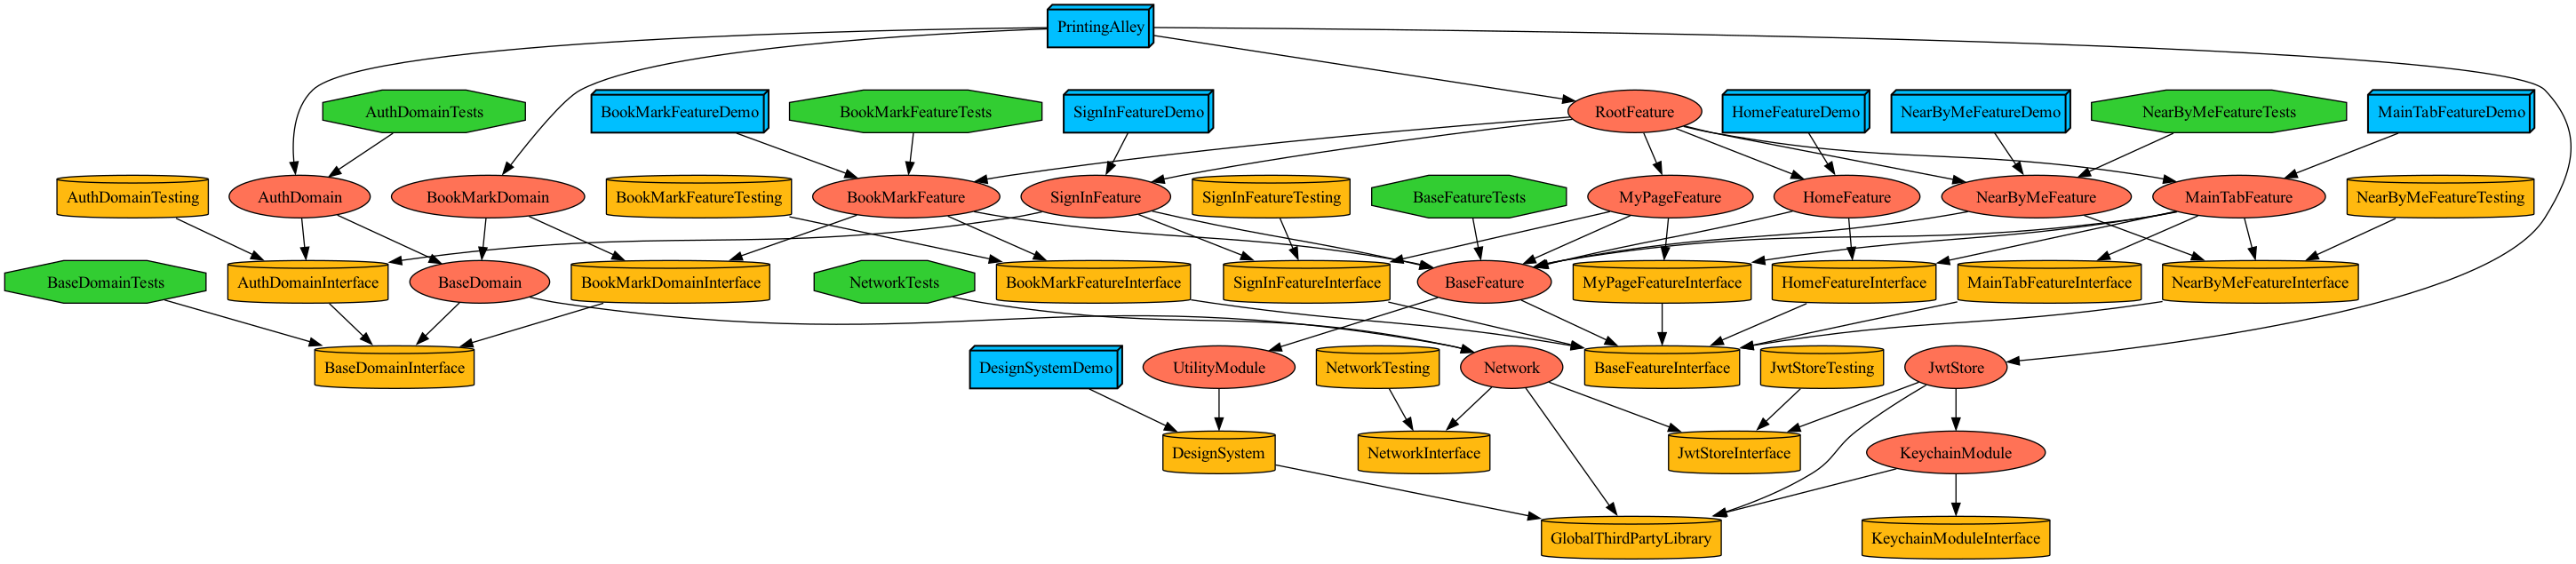 PrintingAlley
AuthDomainTests
BookMarkFeatureDemo
BookMarkFeatureTests
SignInFeatureDemo
RootFeature
HomeFeatureDemo
NearByMeFeatureDemo
NearByMeFeatureTests
MainTabFeatureDemo
AuthDomainTesting
AuthDomain
BookMarkDomain
BookMarkFeatureTesting
BookMarkFeature
SignInFeature
SignInFeatureTesting
BaseFeatureTests
MyPageFeature
HomeFeature
NearByMeFeature
MainTabFeature
NearByMeFeatureTesting
BaseDomainTests
AuthDomainInterface
BaseDomain
BookMarkDomainInterface
NetworkTests
BookMarkFeatureInterface
SignInFeatureInterface
BaseFeature
MyPageFeatureInterface
HomeFeatureInterface
MainTabFeatureInterface
NearByMeFeatureInterface
BaseDomainInterface
DesignSystemDemo
UtilityModule
NetworkTesting
Network
BaseFeatureInterface
JwtStoreTesting
JwtStore
DesignSystem
NetworkInterface
JwtStoreInterface
KeychainModule
GlobalThirdPartyLibrary
KeychainModuleInterface